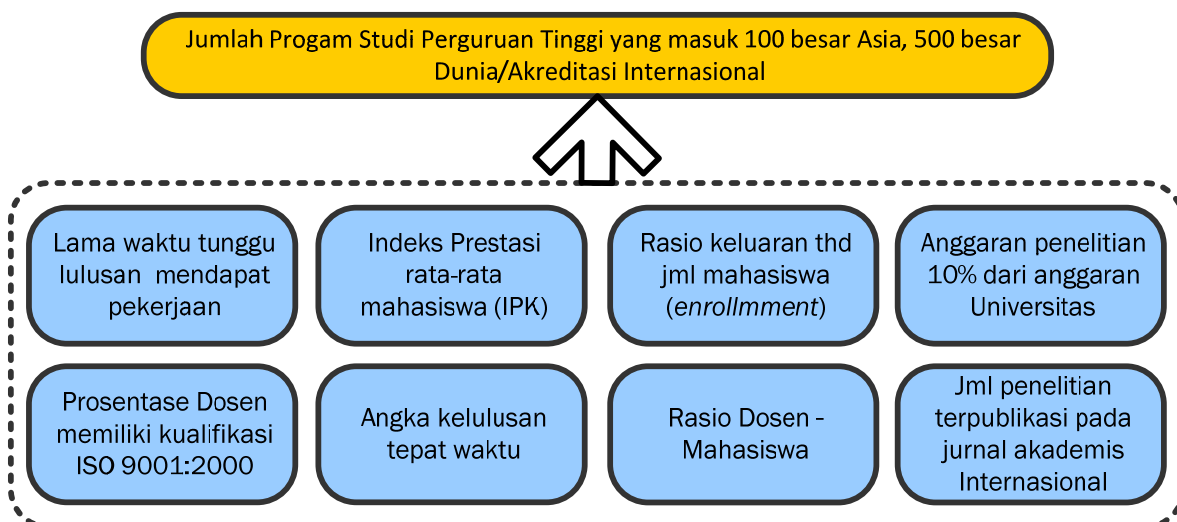 Jumlah Progam Studi Perguruan Tinggi yang masuk 100 besar Asia, 500 besar
Dunia/Akreditasi Internasional
Lama waktu tunggu
lulusan mendapat
pekerjaan
Indeks Prestasi
rata-rata
mahasiswa (IPK)
Rasio keluaran thd
jml mahasiswa
(enrollmment)
Anggaran penelitian
10% dari anggaran
Universitas
Prosentase Dosen
memiliki kualifikasi
ISO 9001:2000
Angka kelulusan
tepat waktu
Rasio Dosen -
Mahasiswa
Jml penelitian
terpublikasi pada
jurnal akademis
Internasional